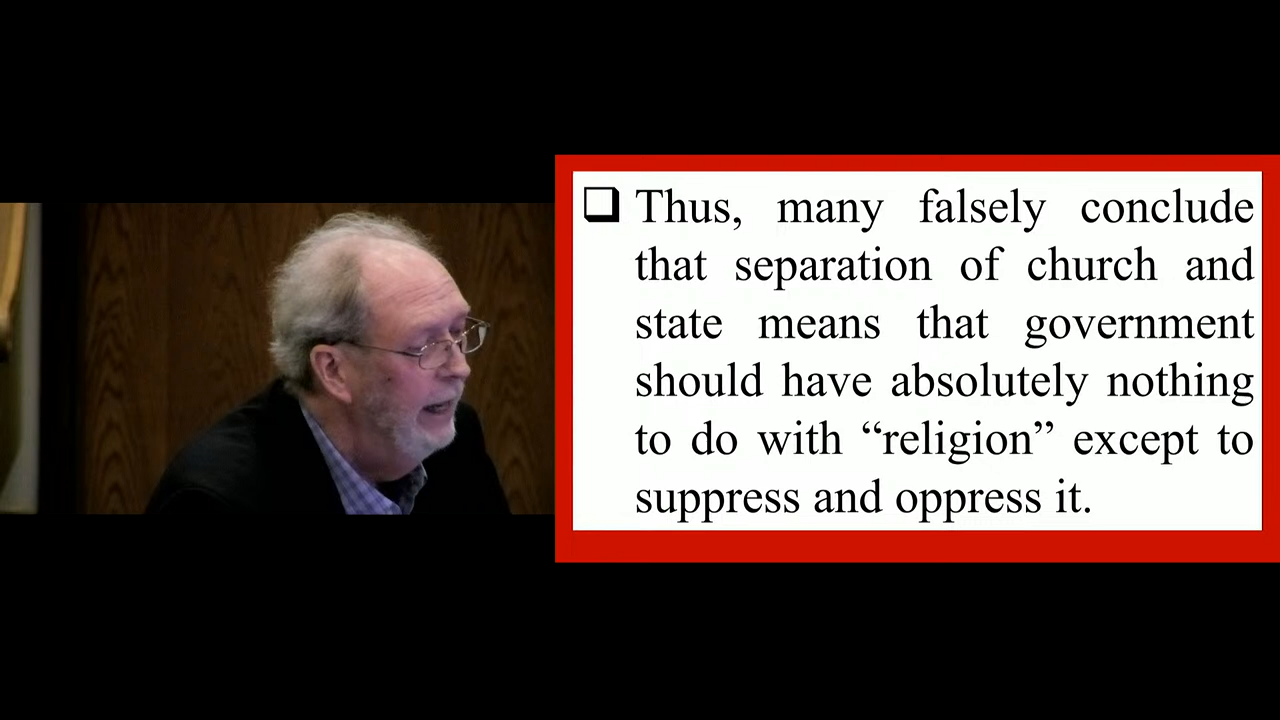 ❑ Thus, many falsely conclude
that separation of church and
state means that government
should have absolutely nothing
to do with “religion” except to
suppress and oppress it.